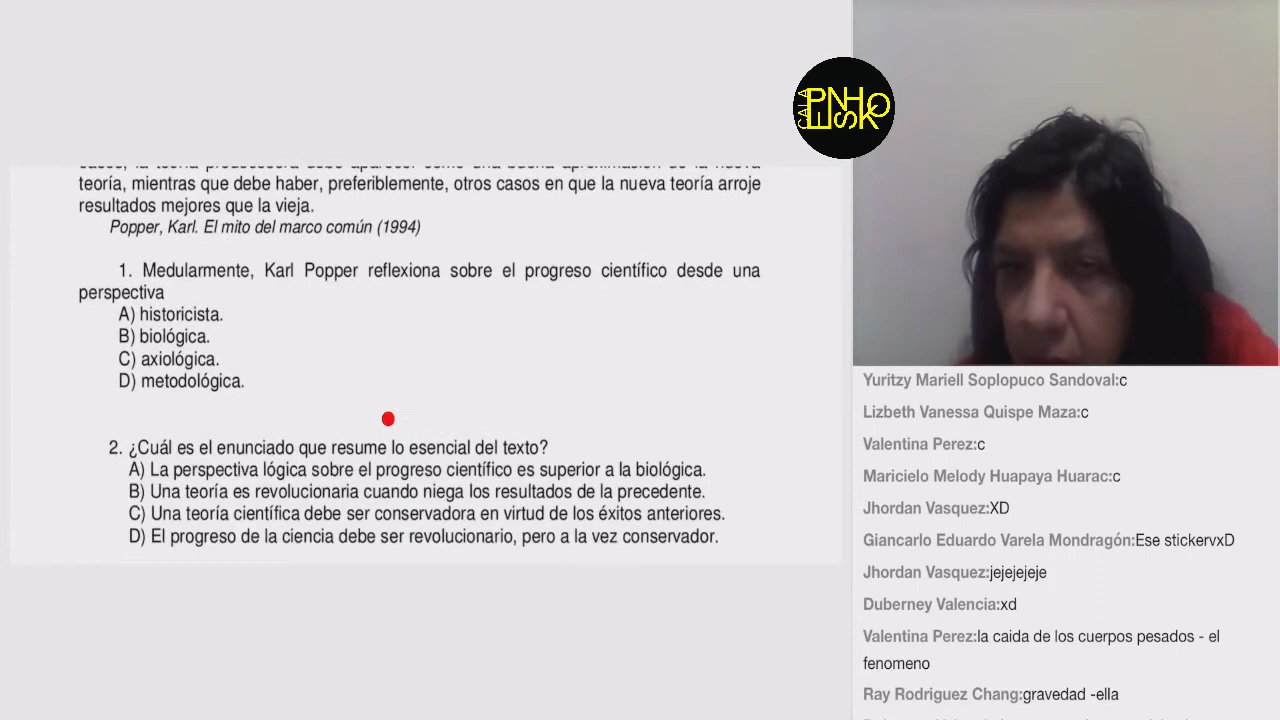 teoría, mientras que debe haber, preferiblemente, otros casos en que la nueva teoría arroje
resultados mejores que la vieja.
Popper, Karl. El mito del marco común (1994)
1. Medularmente, Karl Popper reflexiona sobre el progreso científico desde una
perspectiva
A) historicista.
B) biológica.
C) axiológica.
D) metodológica.
2. ¿Cuál es el enunciado que resume lo esencial del texto?
A) La perspectiva lógica sobre el progreso científico es superior a la biológica.
B) Una teoría es revolucionaria cuando niega los resultados de la precedente.
C) Una teoría científica debe ser conservadora en virtud de los éxitos anteriores.
D) El progreso de la ciencia debe ser revolucionario, pero a la vez conservador.
Yuritzy Mariell Soplopuco Sandoval:c
Lizbeth Vanessa Quispe Maza:c
Valentina Perez:c
Maricielo Melody Huapaya Huarac:c
Jhordan Vasquez:XD
Giancarlo Eduardo Varela Mondragón:Ese stickervxD
Jhordan Vasquez:jejejejeje
Duberney Valencia:xd
Valentina Perez:la caida de los cuerpos pesados - el
fenomeno
Ray Rodriguez Chang:gravedad -ella